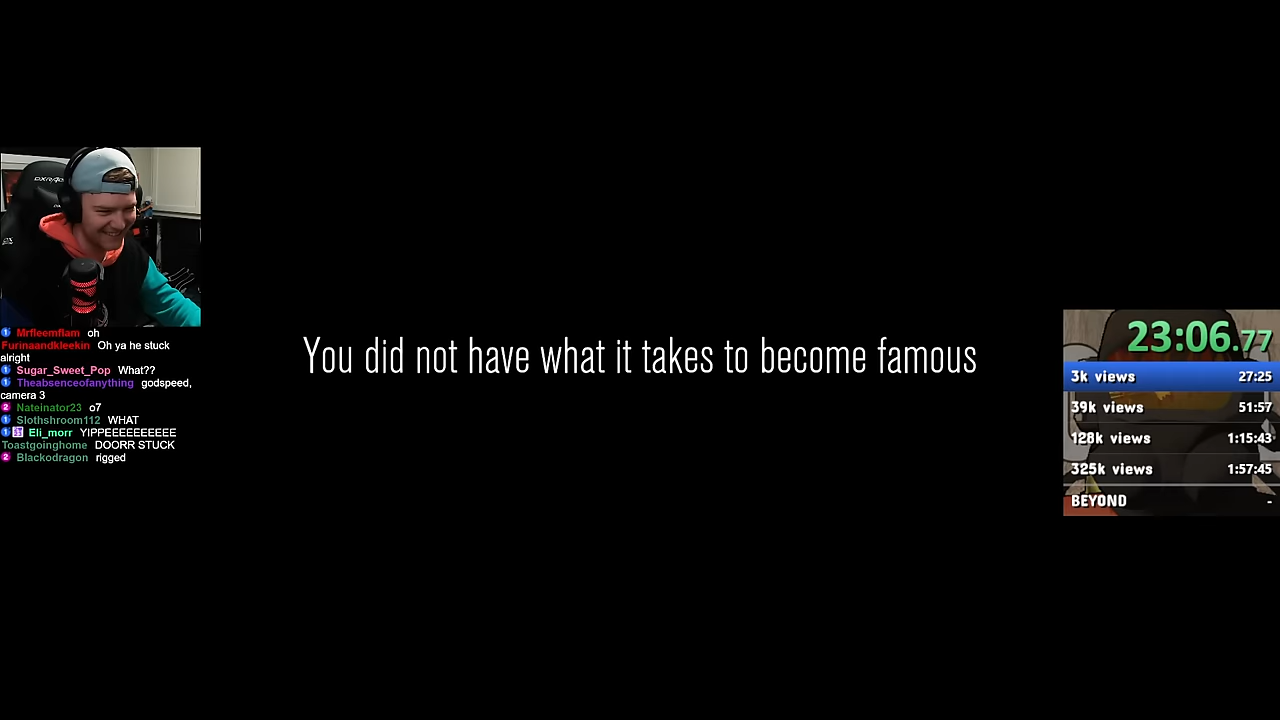 DXRACER
Mrfleemflam oh
Furinaandkleekin Oh ya he stuck
alright
Sugar_Sweet_Pop What??
Theabsenceofanything godspeed,
camera 3
Nateinator23 o7
Slothshroom112 WHAT
Eli_morr YIPPEEEEEEEEEE
Toastgoinghome DOORR STUCK
Blackodragon rigged
You did not have what it takes to become famous
23:06.77
3k views 27:25
39k views 51:57
128k views 1:15:43
325k views 1:57:45
BEYOND -